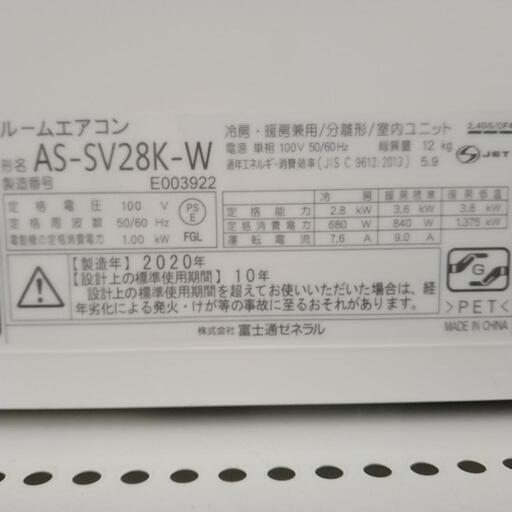 ルームエアコン
形名 AS-SV28K-W
製造番号 E003922
定格電圧 100 V
定格周波数 50/60 Hz
電動機の定格消費電力 1.00 kW
PS
E
FGL
冷房・暖房兼用/分離形/室内ユニット
電源 単相 100V 50/60Hz 総質量 12 kg
通年エネルギー消費効率 (JIS C 9612:2013) 5.9
JET
冷房 暖房標準 暖房低温
定格能力 2.8 kW 3.6 kW 3.8 kW
定格消費電力 680 W 840 W 1.375 kW
運転電流 7.6 A 9.0 A
【製造年】2020年
【設計上の標準使用期間】10年
設計上の標準使用期間を超えてお使いいただいた場合は、経
年劣化による発火・けが等の事故に至るおそれがあります。
株式会社 富士通ゼネラル
G
>PET<
MADE IN CHINA